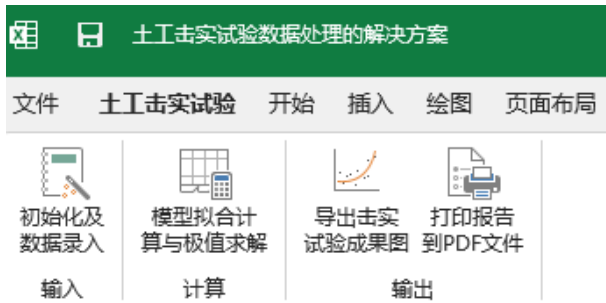 土工击实试验数据处理的解决方案
文件 土工击实试验 开始 插入 绘图 页面布局
初始化及 模型拟合计 导出击实 打印报告
数据录入 算与极值求解 试验成果图 到PDF文件
输入 计算 输出